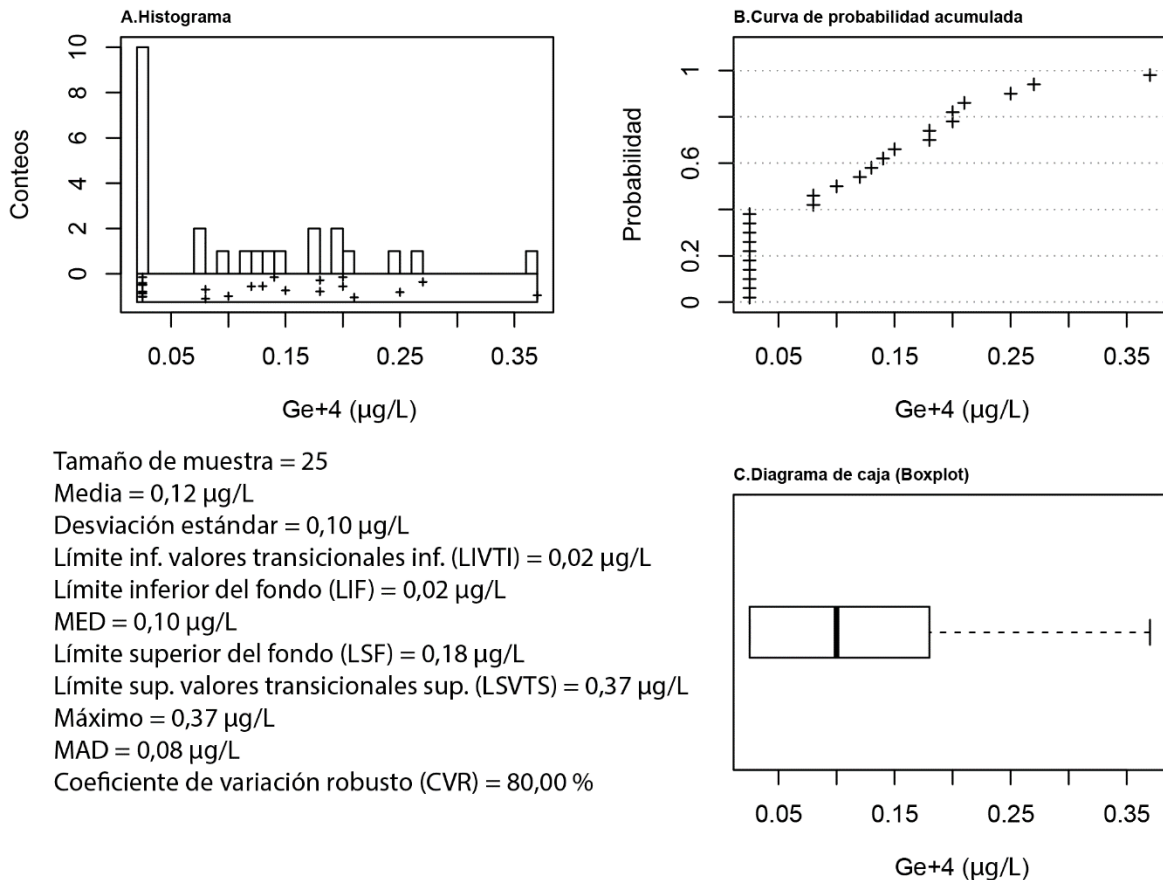 A.Histograma
10
8
6
4
2
0
Conteos
0.05 0.15 0.25 0.35
Ge+4 (µg/L)
B.Curva de probabilidad acumulada
1
0.6
0.2
0
Probabilidad
0.05 0.15 0.25 0.35
Ge+4 (µg/L)
Tamaño de muestra = 25
Media = 0,12 µg/L
Desviación estándar = 0,10 µg/L
Límite inf. valores transicionales inf. (LIVTI) = 0,02 µg/L
Límite inferior del fondo (LIF) = 0,02 µg/L
MED = 0,10 µg/L
Límite superior del fondo (LSF) = 0,18 µg/L
Límite sup. valores transicionales sup. (LSVTS) = 0,37 µg/L
Máximo = 0,37 µg/L
MAD = 0,08 µg/L
Coeficiente de variación robusto (CVR) = 80,00 %
C.Diagrama de caja (Boxplot)
0.05 0.15 0.25 0.35
Ge+4 (µg/L)